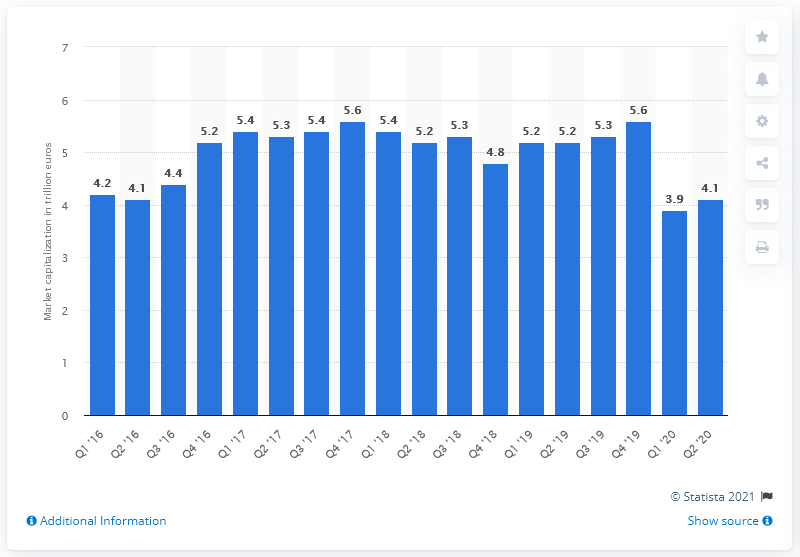 7
6
5
4
3
2
1
0
Market capitalization in trillion euros
4.2
4.1
4.4
5.2
5.4
5.3
5.4
5.6
5.4
5.2
5.3
4.8
5.2
5.2
5.3
5.6
3.9
4.1
Q1 '16
Q2 '16
Q3 '16
Q4 '16
Q1 '17
Q2 '17
Q3 '17
Q4 '17
Q1 '18
Q2 '18
Q3 '18
Q4 '18
Q1 '19
Q2 '19
Q3 '19
Q4 '19
Q1 '20
Q2 '20
© Statista 2021
Additional Information
Show source